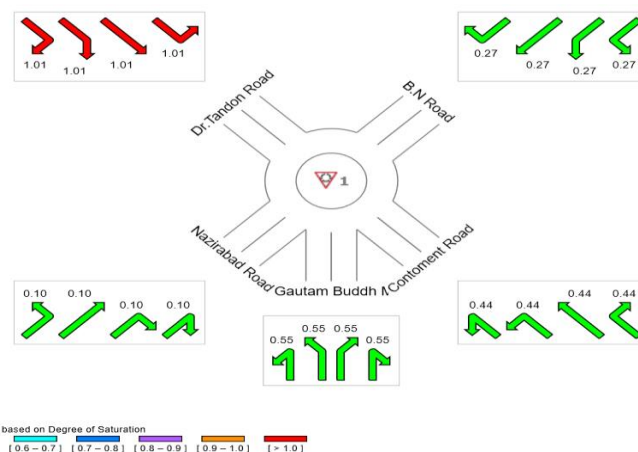 1.01 1.01 1.01 1.01
0.27 0.27 0.27 0.27
Dr.Tandon Road
B.N Road
1
Nazirabad Road
Gautam Buddh M
Contoment Road
0.10 0.10 0.10 0.10
0.55 0.55 0.55 0.55
0.44 0.44 0.44 0.44
based on Degree of Saturation
[ 0.6 – 0.7 ] [ 0.7 – 0.8 ] [ 0.8 – 0.9 ] [ 0.9 – 1.0 ] [ > 1.0 ]